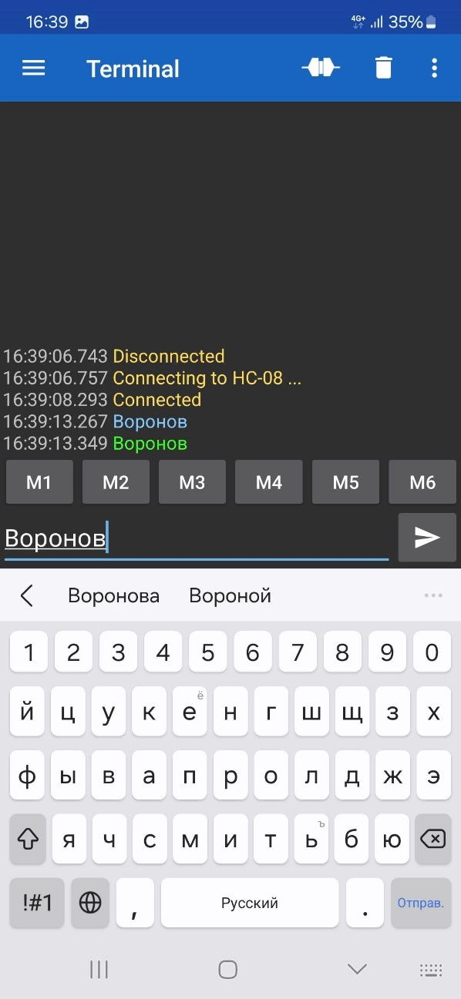 16:39 4G+ 35%
Terminal
16:39:06.743 Disconnected
16:39:06.757 Connecting to HC-08 ...
16:39:08.293 Connected
16:39:13.267 Воронов
16:39:13.349 Воронов
M1 M2 M3 M4 M5 M6
Воронов
Воронова Вороной
1 2 3 4 5 6 7 8 9 0
й ц у к е ё н г ш щ з х
ф ы в а п р о л д ж э
я ч с м и т ь ъ б ю
!#1 , Русский . Отправ.